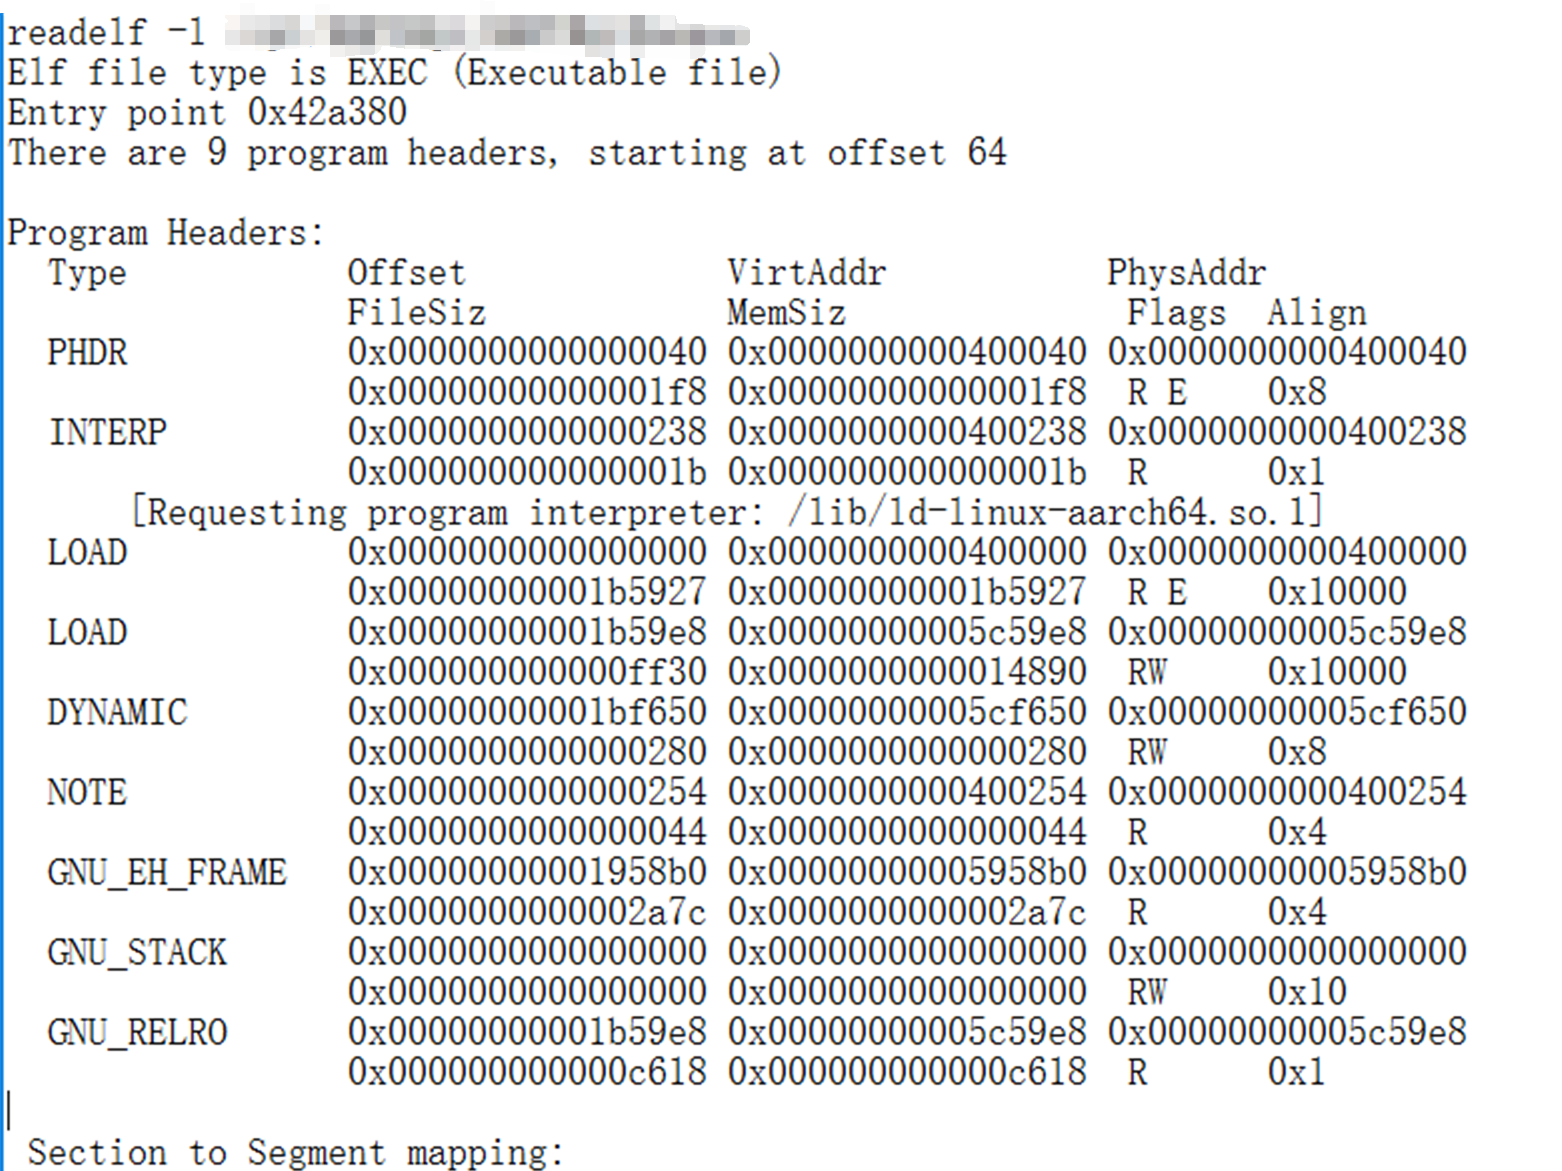 readelf -l
Elf file type is EXEC (Executable file)
Entry point 0x42a380
There are 9 program headers, starting at offset 64
Program Headers:
Type Offset VirtAddr PhysAddr
FileSiz MemSiz Flags Align
PHDR 0x0000000000000040 0x0000000000400040 0x0000000000400040
0x00000000000001f8 0x00000000000001f8 R E 0x8
INTERP 0x0000000000000238 0x0000000000400238 0x0000000000400238
0x000000000000001b 0x000000000000001b R 0x1
[Requesting program interpreter: /lib/ld-linux-aarch64.so.1]
LOAD 0x0000000000000000 0x0000000000400000 0x0000000000400000
0x00000000001b5927 0x00000000001b5927 R E 0x10000
LOAD 0x00000000001b59e8 0x00000000005c59e8 0x00000000005c59e8
0x000000000000ff30 0x0000000000014890 RW 0x10000
DYNAMIC 0x00000000001bf650 0x00000000005cf650 0x00000000005cf650
0x0000000000000280 0x0000000000000280 RW 0x8
NOTE 0x0000000000000254 0x0000000000400254 0x0000000000400254
0x0000000000000044 0x0000000000000044 R 0x4
GNU_EH_FRAME 0x00000000001958b0 0x00000000005958b0 0x00000000005958b0
0x0000000000002a7c 0x0000000000002a7c R 0x4
GNU_STACK 0x0000000000000000 0x0000000000000000 0x0000000000000000
0x0000000000000000 0x0000000000000000 RW 0x10
GNU_RELRO 0x00000000001b59e8 0x00000000005c59e8 0x00000000005c59e8
0x000000000000c618 0x000000000000c618 R 0x1
Section to Segment mapping: